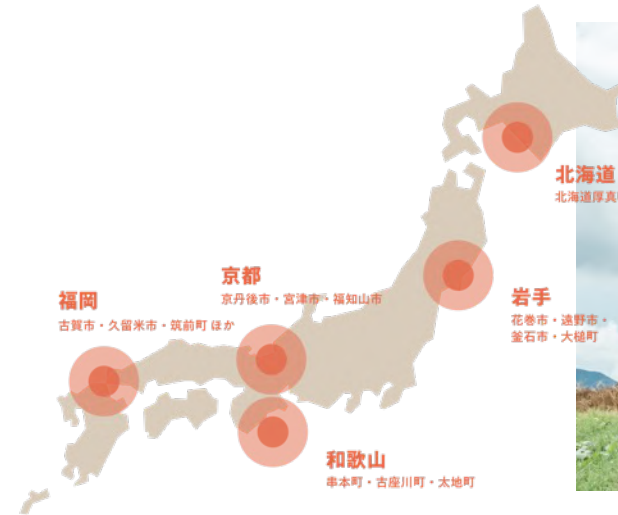 北海道
北海道厚真
岩手
花巻市・遠野市・
釜石市・大槌町
京都
京丹後市・宮津市・福知山市
福岡
古賀市・久留米市・筑前町 ほか
和歌山
串本町・古座川町・太地町